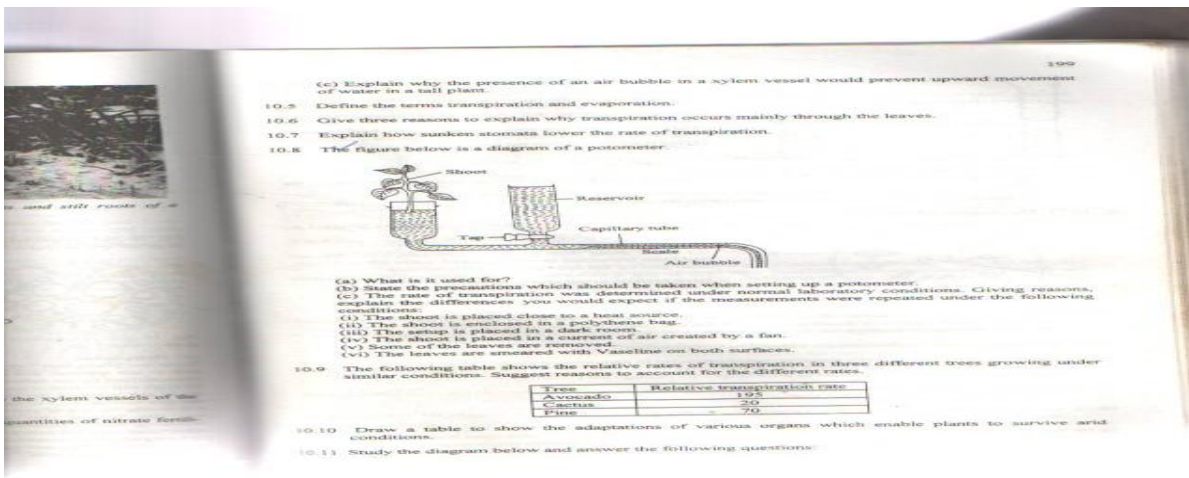 199
(c) Explain why the presence of an air bubble in a xylem vessel would prevent upward movement
of water in a tall plant.
10.5 Define the terms transpiration and evaporation.
10.6 Give three reasons to explain why transpiration occurs mainly through the leaves.
10.7 Explain how sunken stomata lower the rate of transpiration.
10.8 The figure below is a diagram of a potometer.
Shoot
and stilt roots of a
Reservoir
Capillary tube
Tap
Scale
Air bubble
(a) What is it used for?
(b) State the precautions which should be taken when setting up a potometer.
(c) The rate of transpiration was determined under normal laboratory conditions. Giving reasons,
explain the differences you would expect if the measurements were repeated under the following
conditions:
(i) The shoot is placed close to a heat source.
(ii) The shoot is enclosed in a polythene bag.
(iii) The setup is placed in a dark room.
(iv) The shoot is placed in a current of air created by a fan.
(v) Some of the leaves are removed.
(vi) The leaves are smeared with Vaseline on both surfaces.
10.9 The following table shows the relative rates of transpiration in three different trees growing under
similar conditions. Suggest reasons to account for the different rates.
Tree Relative transpiration rate
Avocado 195
Cactus 20
Pine 70
the xylem vessels of the
quantities of nitrate
10.10 Draw a table to show the adaptations of various organs which enable plants to survive arid
conditions.
10.11 Study the diagram below and answer the following questions: